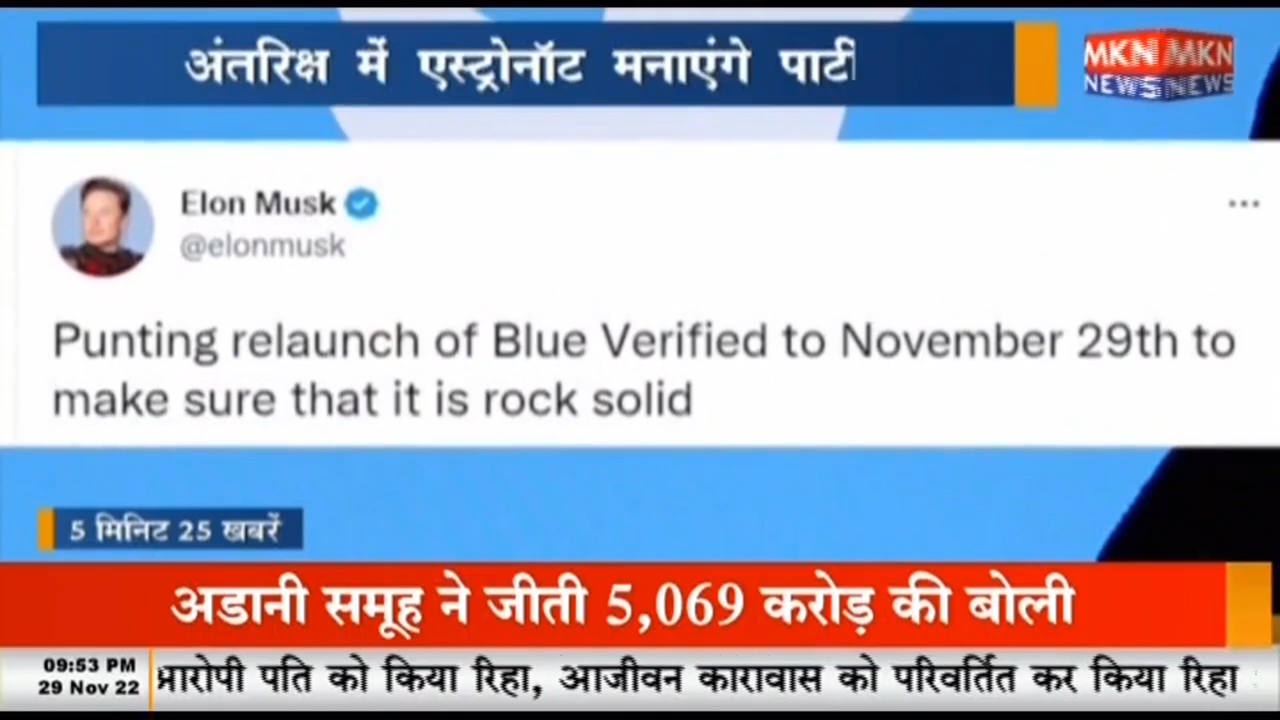 अंतरिक्ष में एस्ट्रोनॉट मनाएंगे पार्टी
MKN MKN
NEWS NEWS
Elon Musk
@elonmusk
Punting relaunch of Blue Verified to November 29th to
make sure that it is rock solid
5 मिनिट 25 खबरें
अडानी समूह ने जीती 5,069 करोड़ की बोली
09:53 PM
29 Nov 22
आरोपी पति को किया रिहा, आजीवन कारावास को परिवर्तित कर किया रिहा